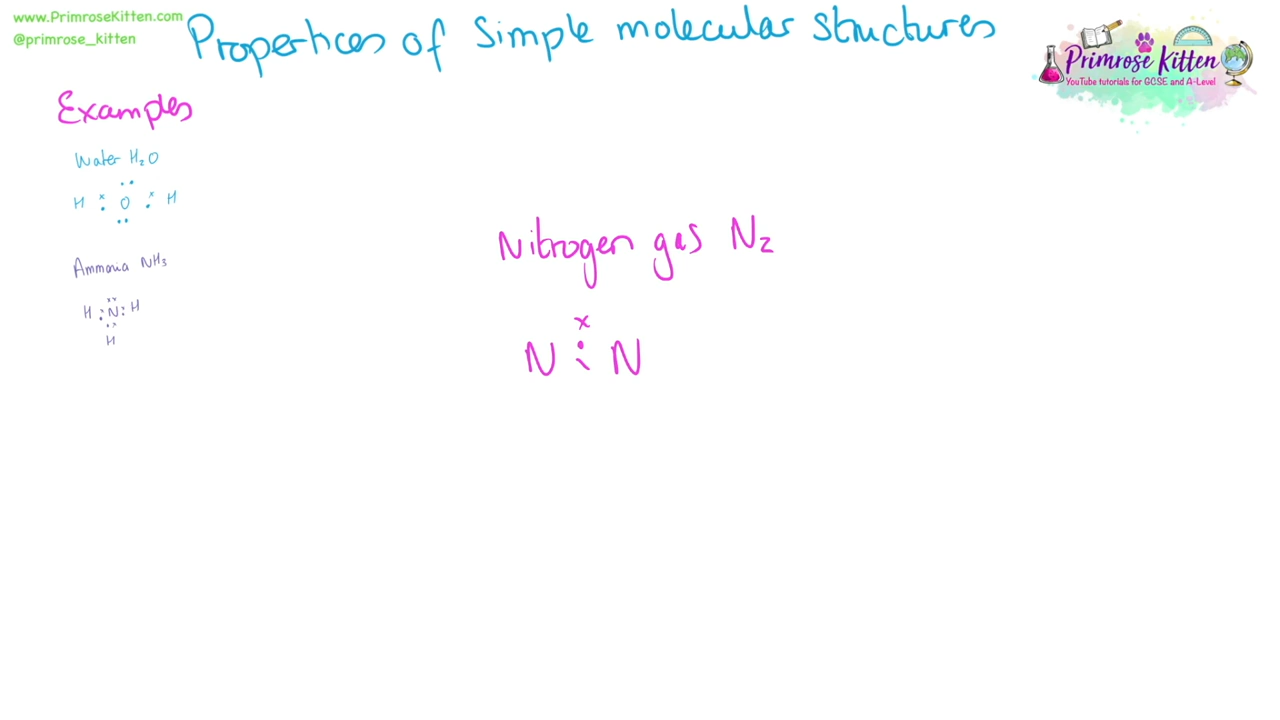 www.PrimroseKitten.com
@primrose_kitten
Properties of Simple molecular structures
Primrose Kitten
YouTube tutorials for GCSE and A-Level
Examples
Water H₂O
H O H
Ammonia NH₃
H N H
H
Nitrogen gas N₂
N N